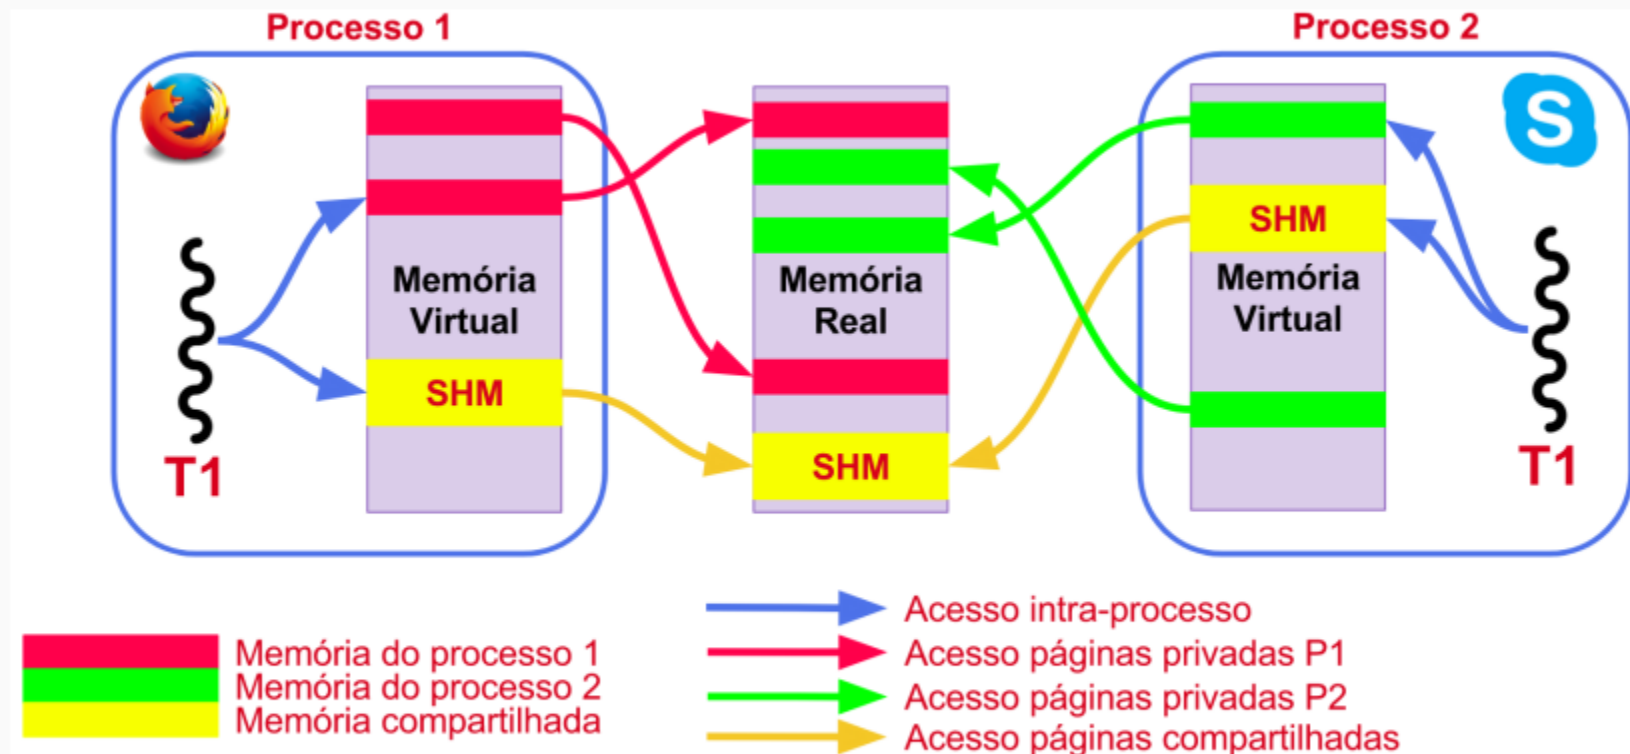 Processo 1
Processo 2
S
SHM
Memória
Virtual
Memória
Real
Memória
Virtual
SHM
SHM
T1
T1
Acesso intra-processo
Memória do processo 1
Acesso páginas privadas P1
Memória do processo 2
Acesso páginas privadas P2
Memória compartilhada
Acesso páginas compartilhadas